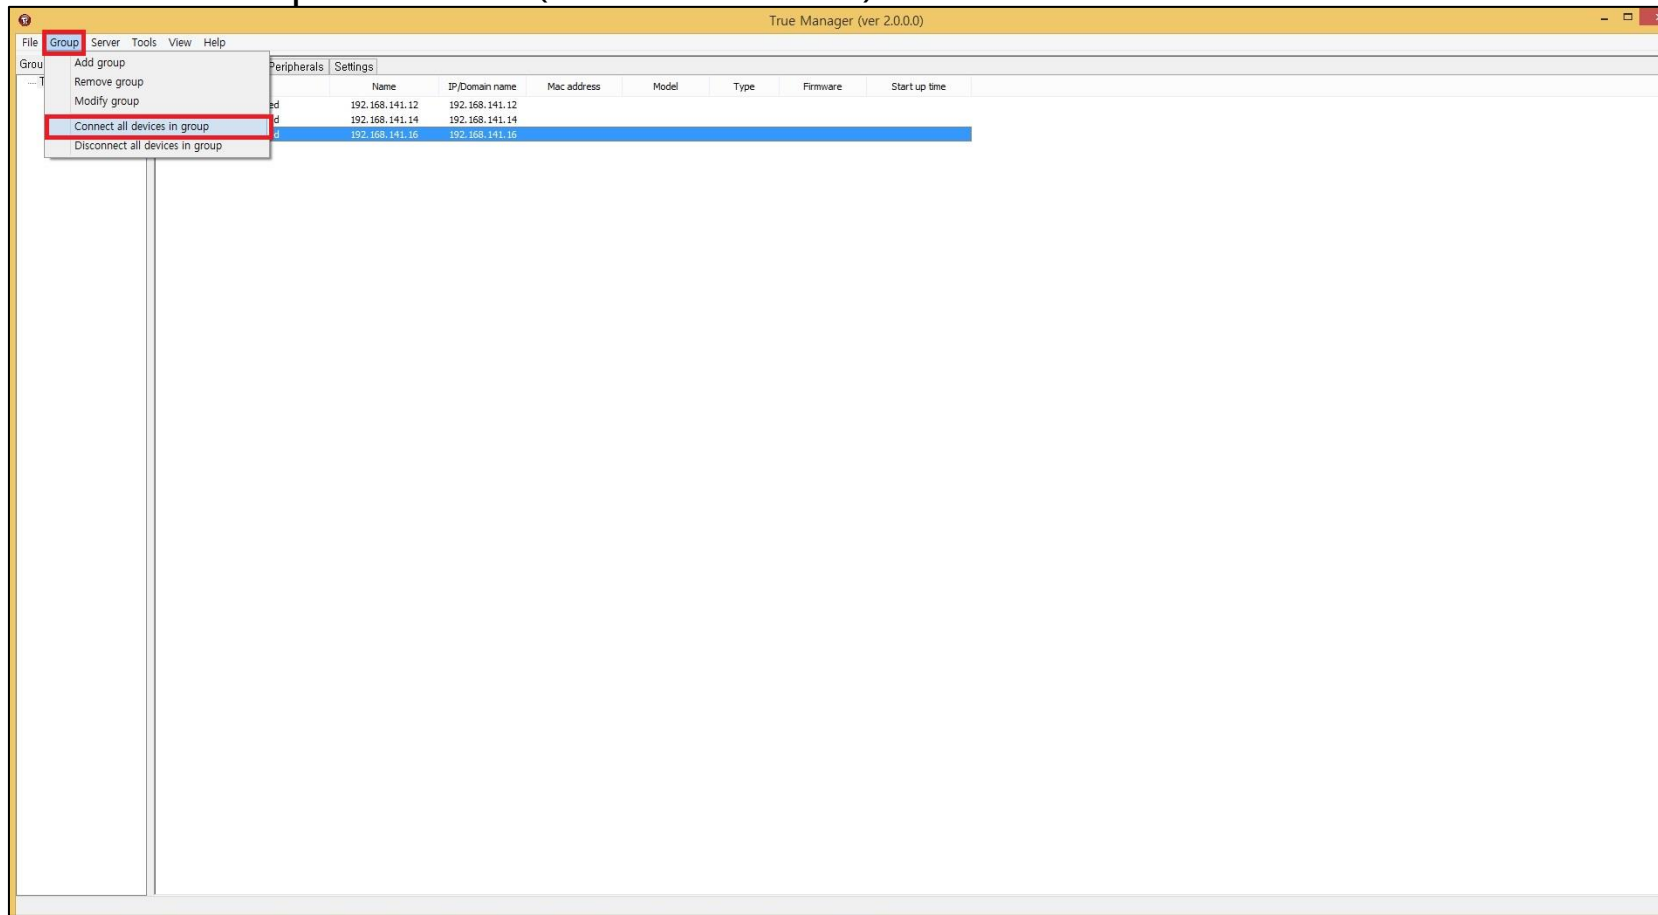 True Manager (ver 2.0.0.0)
File Group Server Tools View Help
Grou
Add group
Remove group
Modify group
Connect all devices in group
Disconnect all devices in group
Peripherals Settings
Name IP/Domain name Mac address Model Type Firmware Start up time
ed 192.168.141.12 192.168.141.12
d 192.168.141.14 192.168.141.14
d 192.168.141.16 192.168.141.16